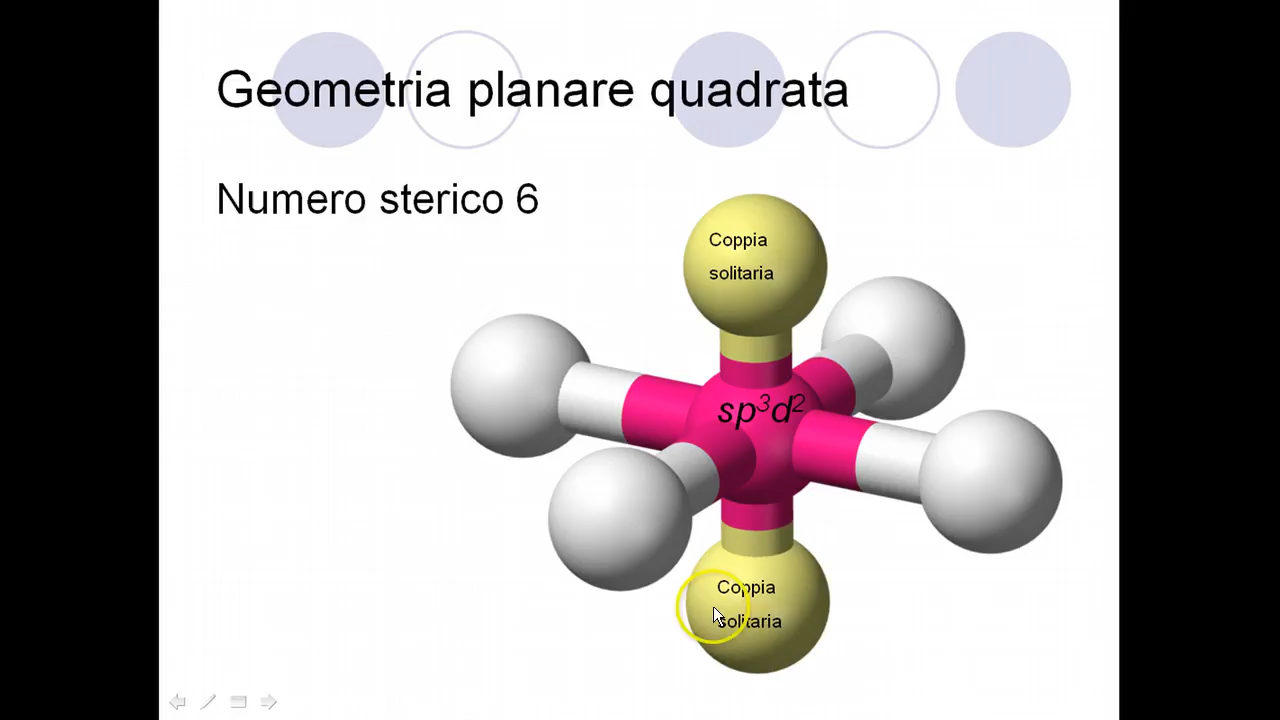 Geometria planare quadrata
Numero sterico 6
Coppia
solitaria
sp³d²
Coppia
solitaria